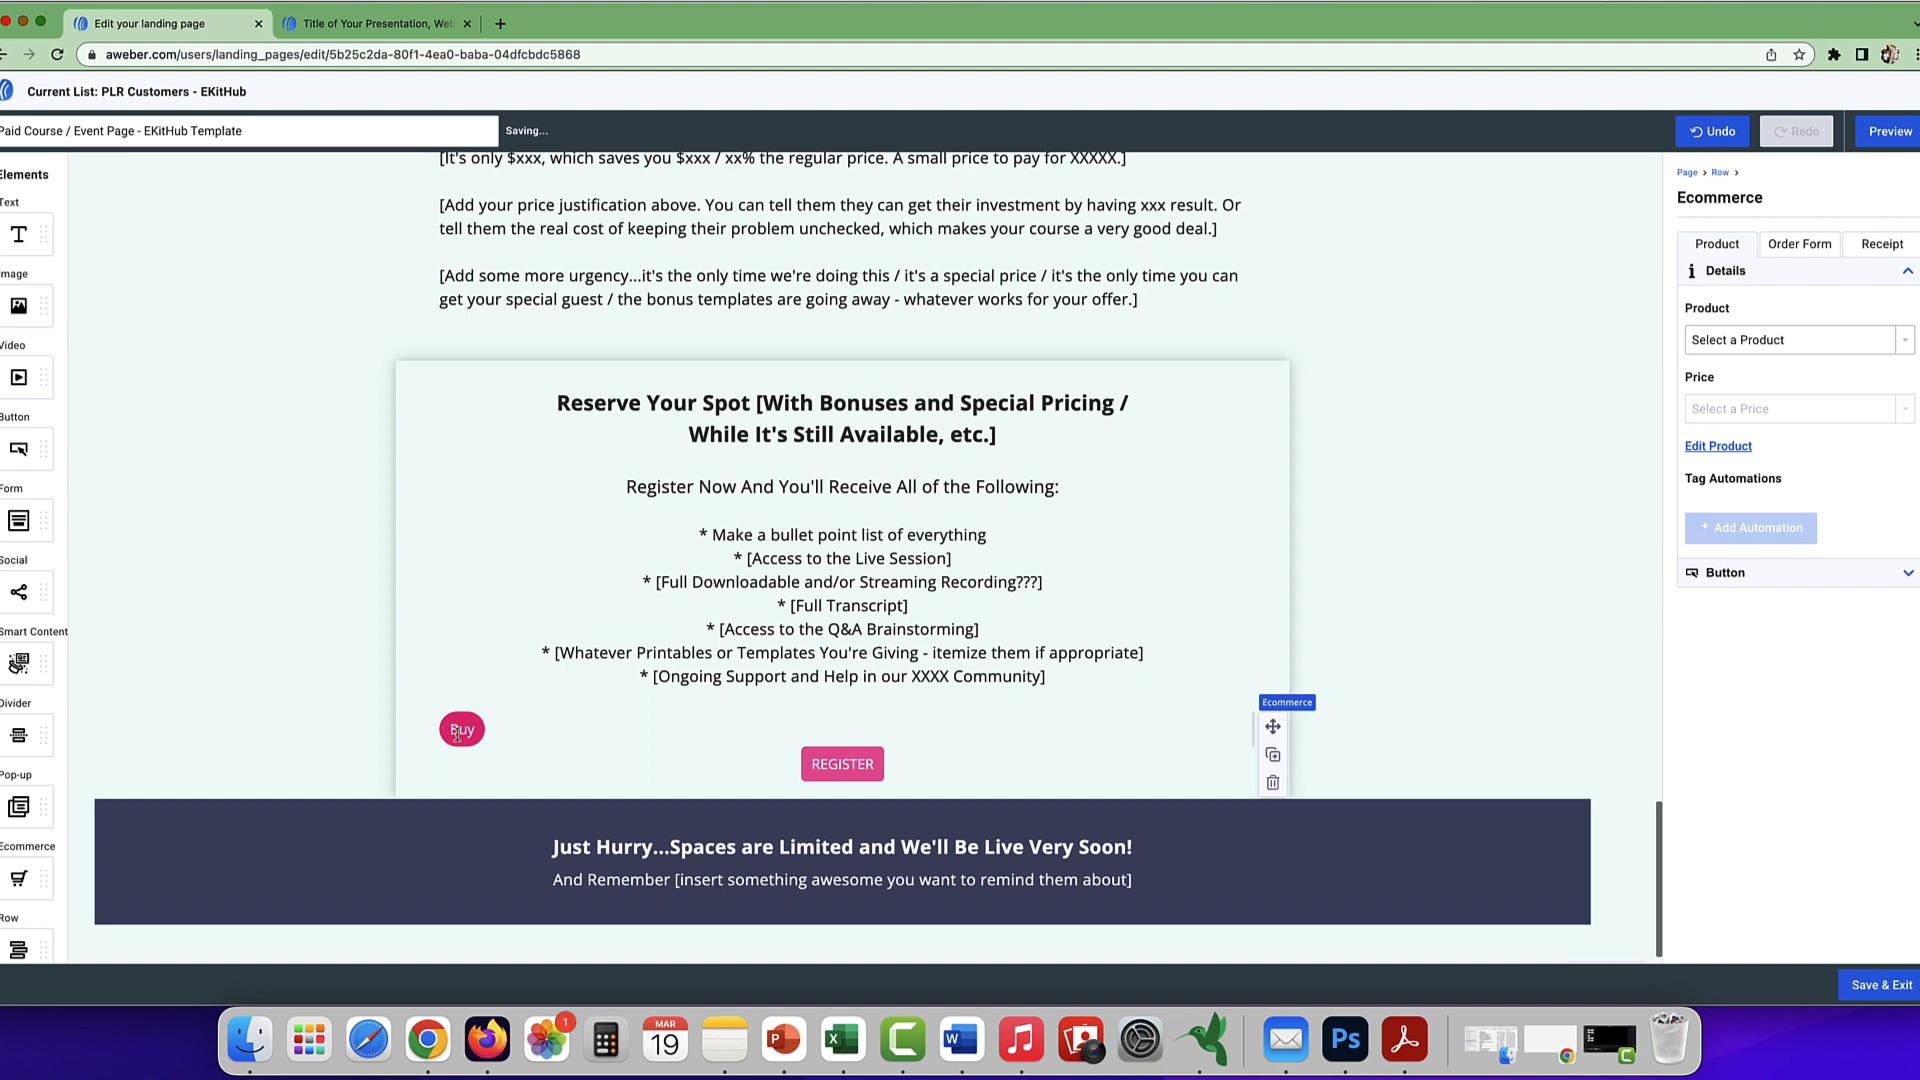 Edit your landing page
Title of Your Presentation, Web
aweber.com/users/landing_pages/edit/5b25c2da-80f1-4ea0-baba-04dfcbdc5868
Current List: PLR Customers - EKitHub
Paid Course / Event Page - EKitHub Template
Saving...
Undo
Redo
Preview
Elements
Text
Image
Video
Button
Form
Social
Smart Content
Divider
Pop-up
Ecommerce
Row
[It's only $xxx, which saves you $xxx / xx% the regular price. A small price to pay for XXXXX.]
[Add your price justification above. You can tell them they can get their investment by having xxx result. Or
tell them the real cost of keeping their problem unchecked, which makes your course a very good deal.]
[Add some more urgency...it's the only time we're doing this / it's a special price / it's the only time you can
get your special guest / the bonus templates are going away - whatever works for your offer.]
Reserve Your Spot [With Bonuses and Special Pricing /
While It's Still Available, etc.]
Register Now And You'll Receive All of the Following:
* Make a bullet point list of everything
* [Access to the Live Session]
* [Full Downloadable and/or Streaming Recording???]
* [Full Transcript]
* [Access to the Q&A Brainstorming]
* [Whatever Printables or Templates You're Giving - itemize them if appropriate]
* [Ongoing Support and Help in our XXXX Community]
Ecommerce
Buy
REGISTER
Just Hurry...Spaces are Limited and We'll Be Live Very Soon!
And Remember [insert something awesome you want to remind them about]
Page > Row >
Ecommerce
Product
Order Form
Receipt
Details
Product
Select a Product
Price
Select a Price
Edit Product
Tag Automations
+ Add Automation
Button
Save & Exit
1
MAR
19
P
X
C
W
Ps